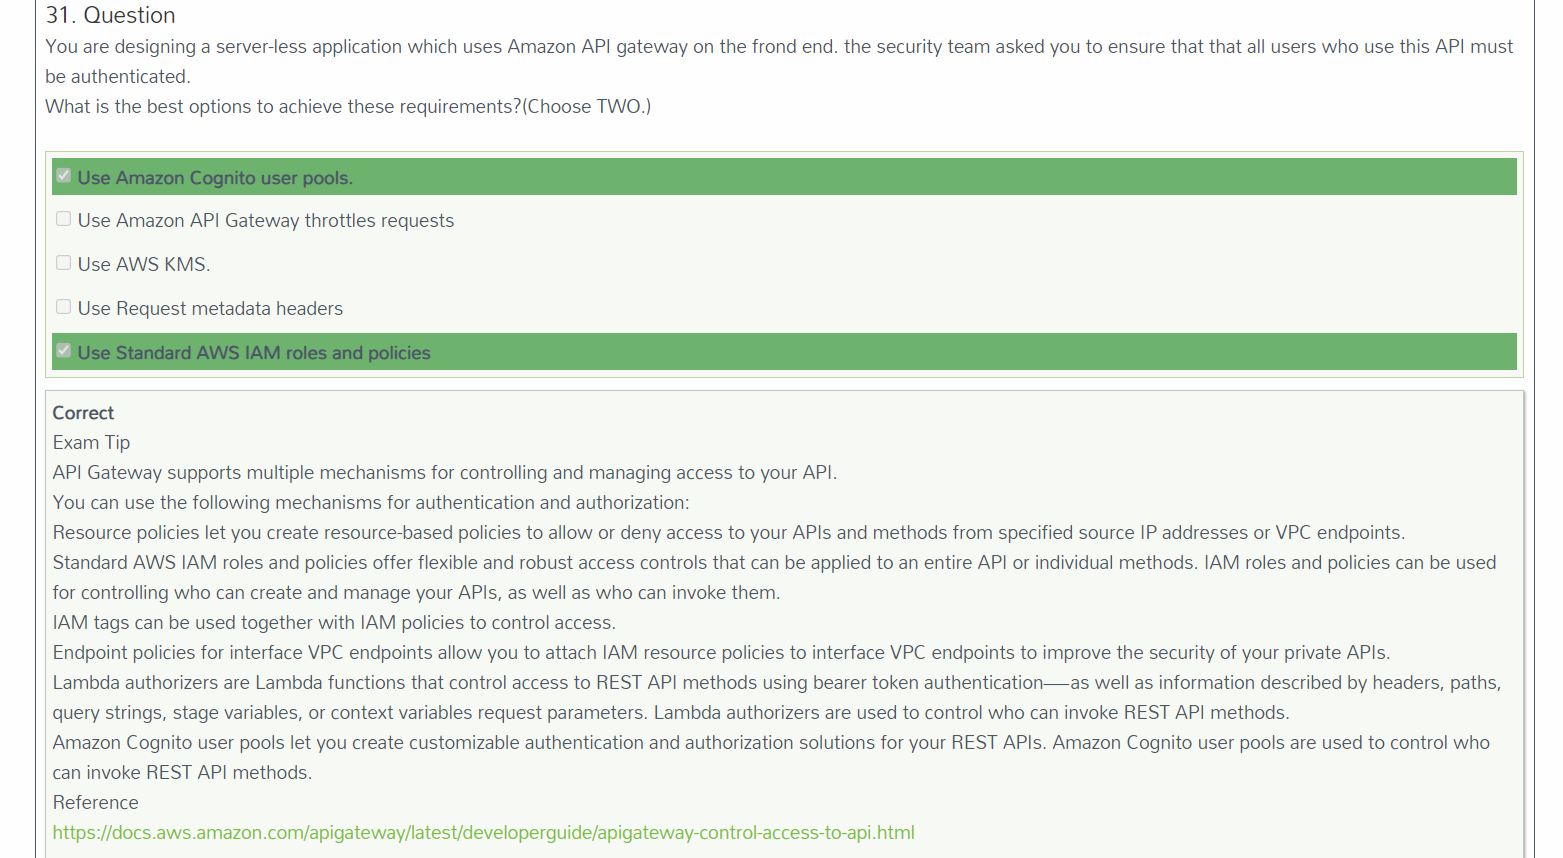 31. Question
You are designing a server-less application which uses Amazon API gateway on the frond end. the security team asked you to ensure that that all users who use this API must
be authenticated.
What is the best options to achieve these requirements?(Choose TWO.)
Use Amazon Cognito user pools.
Use Amazon API Gateway throttles requests
Use AWS KMS.
Use Request metadata headers
Use Standard AWS IAM roles and policies
Correct
Exam Tip
API Gateway supports multiple mechanisms for controlling and managing access to your API.
You can use the following mechanisms for authentication and authorization:
Resource policies let you create resource-based policies to allow or deny access to your APIs and methods from specified source IP addresses or VPC endpoints.
Standard AWS IAM roles and policies offer flexible and robust access controls that can be applied to an entire API or individual methods. IAM roles and policies can be used
for controlling who can create and manage your APIs, as well as who can invoke them.
IAM tags can be used together with IAM policies to control access.
Endpoint policies for interface VPC endpoints allow you to attach IAM resource policies to interface VPC endpoints to improve the security of your private APIs.
Lambda authorizers are Lambda functions that control access to REST API methods using bearer token authentication—as well as information described by headers, paths,
query strings, stage variables, or context variables request parameters. Lambda authorizers are used to control who can invoke REST API methods.
Amazon Cognito user pools let you create customizable authentication and authorization solutions for your REST APIs. Amazon Cognito user pools are used to control who
can invoke REST API methods.
Reference
https://docs.aws.amazon.com/apigateway/latest/developerguide/apigateway-control-access-to-api.html